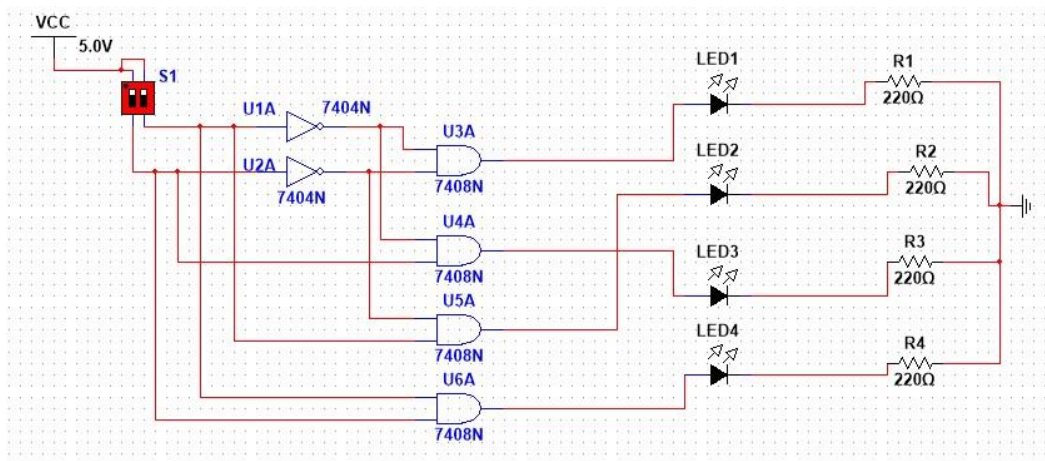 VCC
5.0V
S1
U1A
7404N
U2A
7404N
U3A
7408N
U4A
7408N
U5A
7408N
U6A
7408N
LED1
R1
220Ω
LED2
R2
220Ω
LED3
R3
220Ω
LED4
R4
220Ω